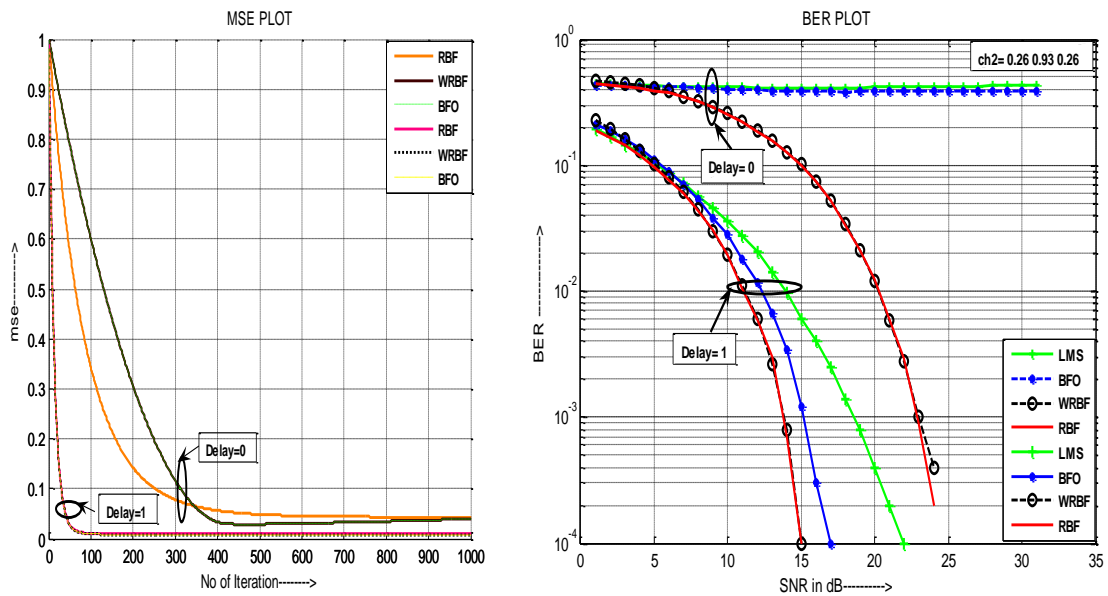 MSE PLOT
1
0.9
0.8
0.7
0.6
0.5
0.4
0.3
0.2
0.1
0
mse--------->
RBF
WRBF
BFO
RBF
WRBF
BFO
Delay=0
Delay=1
0 100 200 300 400 500 600 700 800 900 1000
No of Iteration-------->
BER PLOT
10^0
10^-1
10^-2
10^-3
10^-4
BER ------------->
ch2= 0.26 0.93 0.26
Delay= 0
Delay= 1
LMS
BFO
WRBF
RBF
LMS
BFO
WRBF
RBF
0 5 10 15 20 25 30 35
SNR in dB---------->